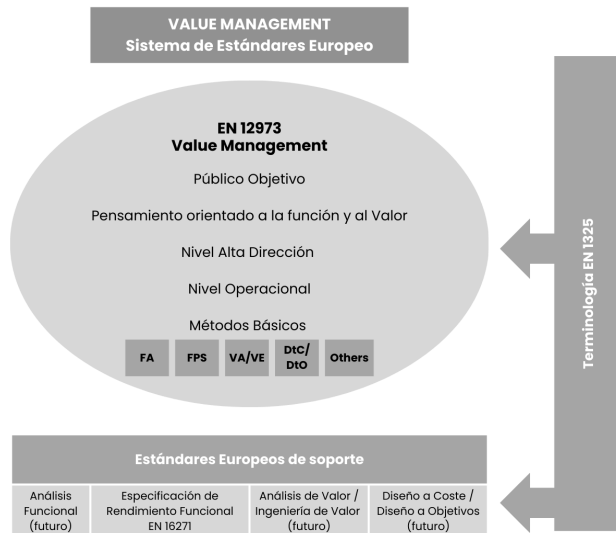 VALUE MANAGEMENT
Sistema de Estándares Europeo
EN 12973
Value Management
Público Objetivo
Pensamiento orientado a la función y al Valor
Nivel Alta Dirección
Nivel Operacional
Métodos Básicos
FA
FPS
VA/VE
DtC/
DtO
Others
Terminología EN 1325
Estándares Europeos de soporte
Análisis
Funcional
(futuro)
Especificación de
Rendimiento Funcional
EN 16271
Análisis de Valor /
Ingeniería de Valor
(futuro)
Diseño a Coste /
Diseño a Objetivos
(futuro)